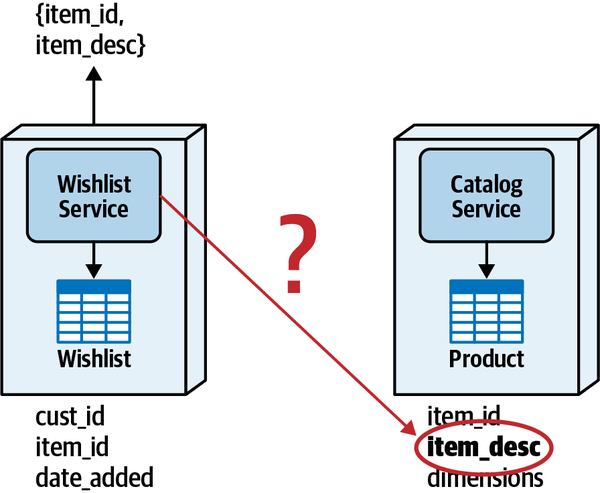 {item_id,
item_desc}
Wishlist
Service
Wishlist
cust_id
item_id
date_added
?
Catalog
Service
Product
item_id
item_desc
dimensions